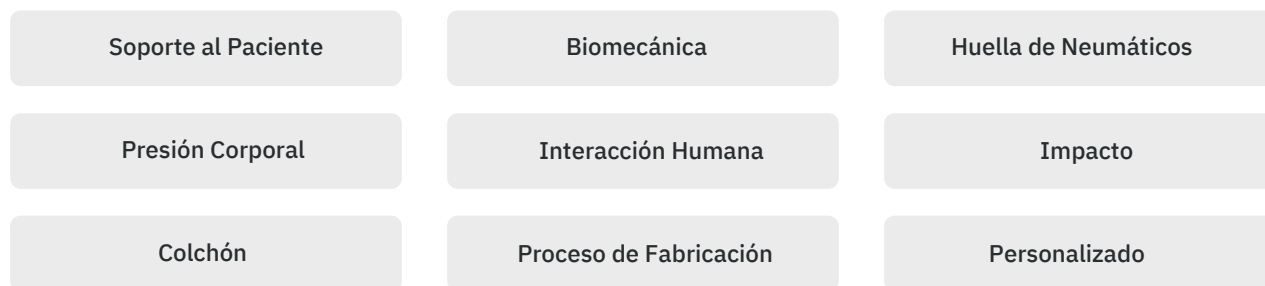 Soporte al Paciente
Biomecánica
Huella de Neumáticos
Presión Corporal
Interacción Humana
Impacto
Colchón
Proceso de Fabricación
Personalizado